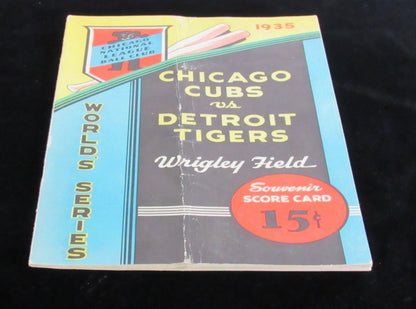 1935
CHICAGO
NATIONAL
LEAGUE
BALL CLUB
CHICAGO
CUBS
vs
DETROIT
TIGERS
Wrigley Field
WORLD'S SERIES
Souvenir
SCORE CARD
15¢